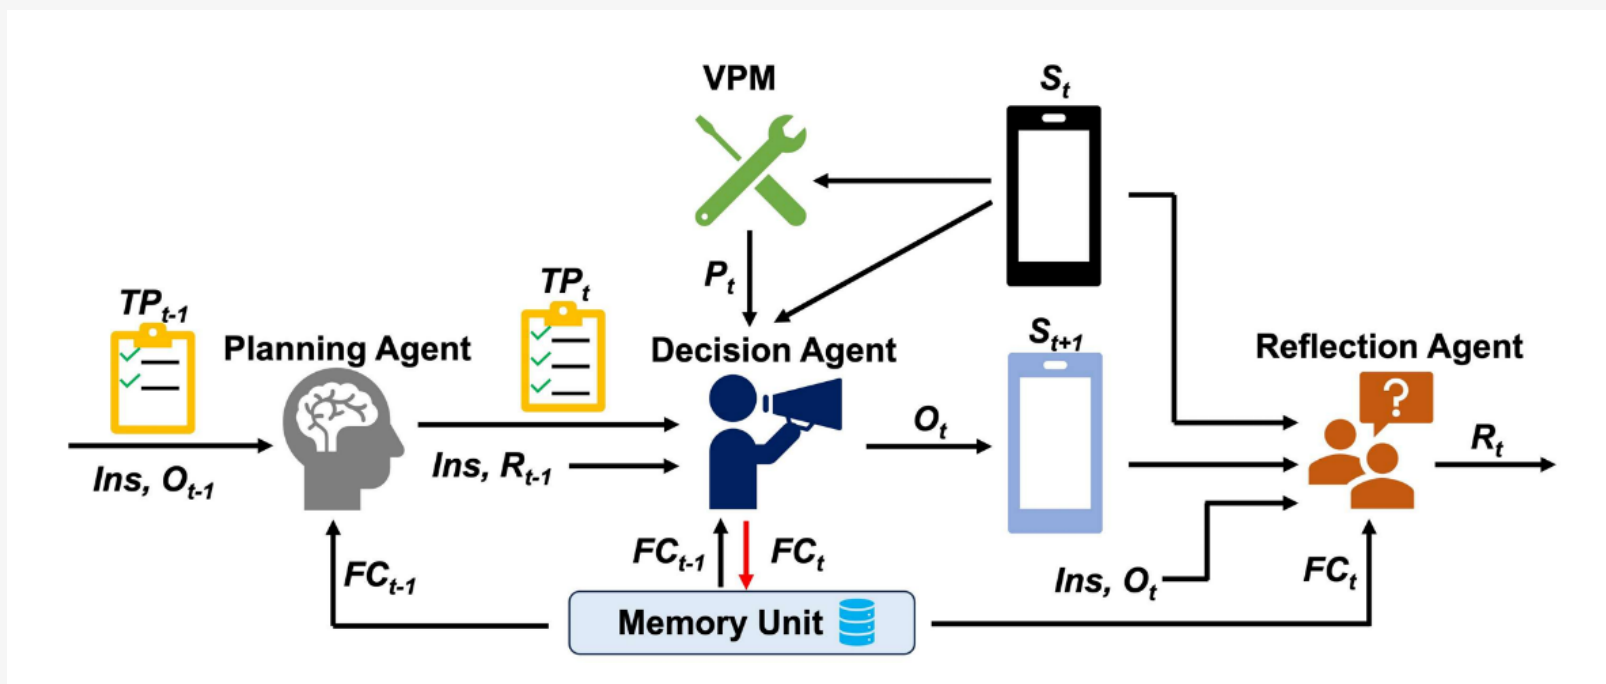 VPM
S_t
P_t
TP_t-1
TP_t
Planning Agent
Decision Agent
S_t+1
Reflection Agent
?
O_t
R_t
Ins, O_t-1
Ins, R_t-1
FC_t-1
FC_t-1
FC_t
Ins, O_t
FC_t
Memory Unit